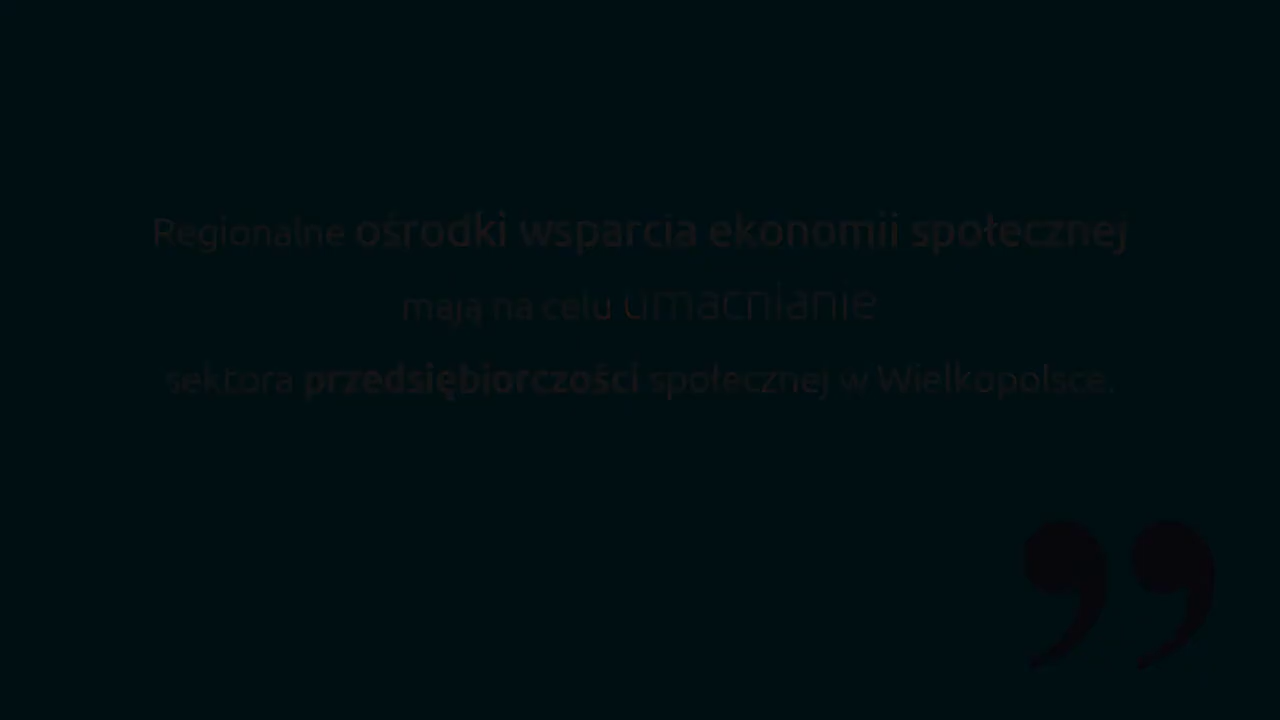 Regionalne ośrodki wsparcia ekonomii społecznej
mają na celu umacnianie
sektora przedsiębiorczości społecznej w Wielkopolsce.
”